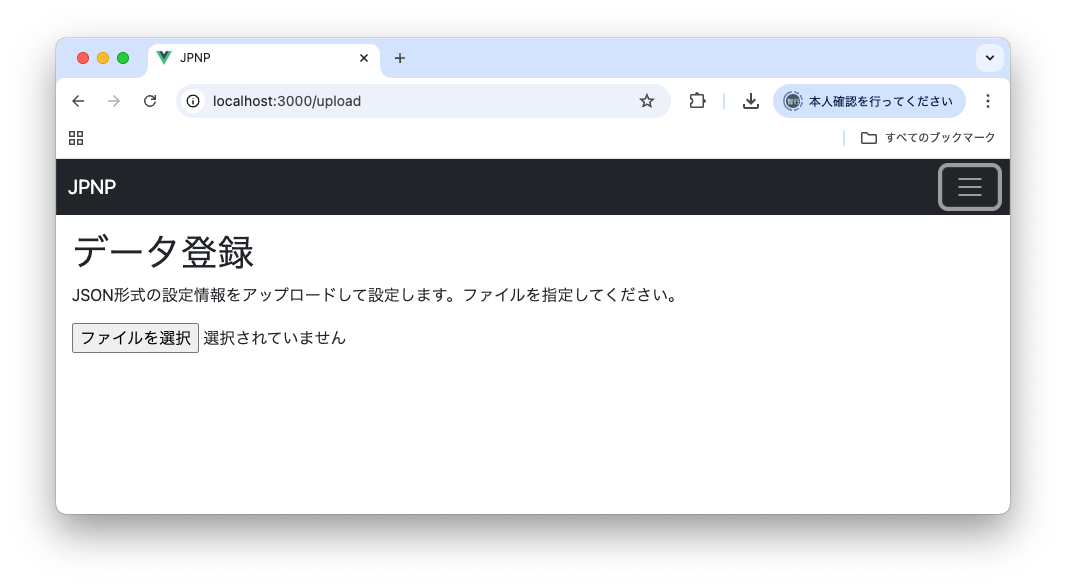 JPNP
localhost:3000/upload
本人確認を行ってください
すべてのブックマーク
JPNP
データ登録
JSON形式の設定情報をアップロードして設定します。ファイルを指定してください。
ファイルを選択 選択されていません